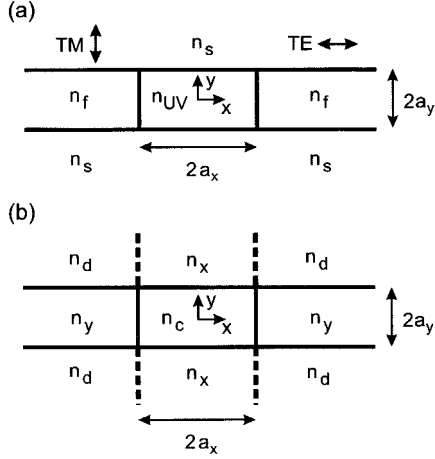 (a)
TM n_s TE
n_f n_UV y x n_f 2a_y
n_s 2a_x n_s
(b)
n_d n_x n_d
n_y n_c y x n_y 2a_y
n_d n_x n_d
2a_x